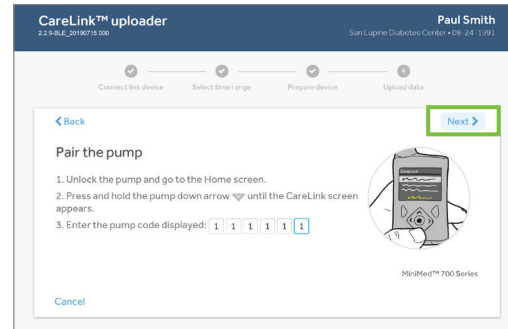 CareLink™ uploader
Paul Smith
2.2.9-BLE_20190715.000
San Lupine Diabetes Center • 08-24-1991
Connect link device
Select time range
Prepare device
Upload data
Back
Next
Pair the pump
1. Unlock the pump and go to the Home screen.
2. Press and hold the pump down arrow until the CareLink screen
appears.
3. Enter the pump code displayed: 1 1 1 1 1 1
CareLink
MiniMed™ 700 Series
Cancel